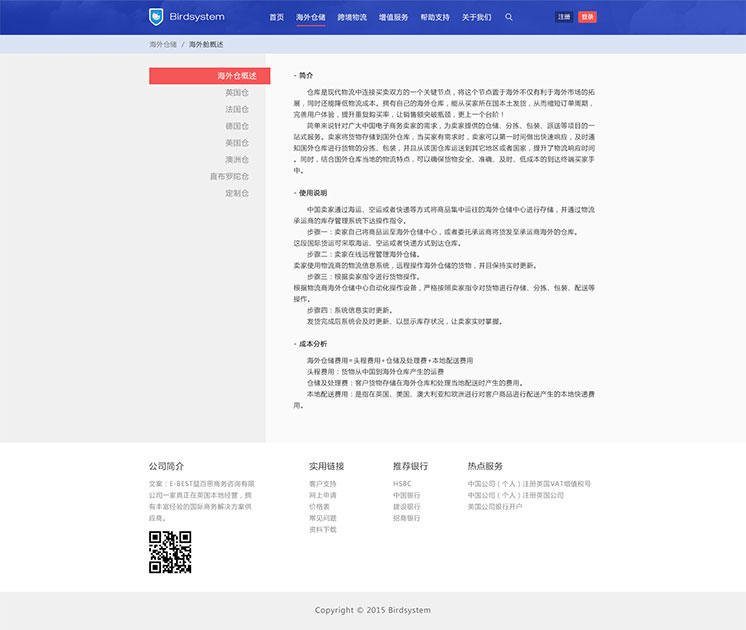 Birdsystem
首页 海外仓储 跨境物流 增值服务 帮助支持 关于我们 注册 登录
海外仓储 / 海外舱概述
海外仓概述
英国仓
法国仓
德国仓
美国仓
澳洲仓
直布罗陀仓
定制仓
- 简介
仓库是现代物流中连接买卖双方的一个关键节点，将这个节点置于海外不仅有利于海外市场的拓
展，同时还能降低物流成本。拥有自己的海外仓库，能从买家所在国本土发货，从而缩短订单周期，
完善用户体验，提升重复购买率，让销售额突破瓶颈，更上一个台阶！
简单来说针对广大中国电子商务卖家的需求，为卖家提供的仓储、分拣、包装、派送等项目的一
站式服务。卖家将货物存储到国外仓库，当买家有需求时，卖家可以第一时间做出快速响应，及时通
知国外仓库进行货物的分拣、包装，并且从该国仓库运送到其它地区或者国家，提升了物流响应时间
。同时，结合国外仓库当地的物流特点，可以确保货物安全、准确、及时、低成本的到达终端买家手
中。
- 使用说明
中国卖家通过海运、空运或者快递等方式将商品集中运往的海外仓储中心进行存储，并通过物流
承运商的库存管理系统下达操作指令。
步骤一：卖家自己将商品运至海外仓储中心，或者委托承运商将货发至承运商海外的仓库。
这段国际货运可采取海运、空运或者快递方式到达仓库。
步骤二：卖家在线远程管理海外仓储。
卖家使用物流商的物流信息系统，远程操作海外仓储的货物，并且保持实时更新。
步骤三：根据卖家指令进行货物操作。
根据物流商海外仓储中心自动化操作设备，严格按照卖家指令对货物进行存储、分拣、包装、配送等
操作。
步骤四：系统信息实时更新。
发货完成后系统会及时更新、以显示库存状况，让卖家实时掌握。
- 成本分析
海外仓储费用=头程费用+仓储及处理费+本地配送费用
头程费用：货物从中国到海外仓库产生的运费
仓储及处理费：客户货物存储在海外仓库和处理当地配送时产生的费用。
本地配送费用：是指在英国、美国、澳大利亚和欧洲进行对客户商品进行配送产生的本地快递费
用。
公司简介 实用链接 推荐银行 热点服务
文案：E-BEST益百恩商务咨询有限
公司一家真正在英国本地经营，拥
有丰富经验的国际商务解决方案供
应商。
客户支持
网上申请
价格表
常见问题
资料下载
HSBC
中国银行
建设银行
招商银行
中国公司（个人）注册英国VAT增值税号
中国公司（个人）注册英国公司
美国公司银行开户
Copyright © 2015 Birdsystem